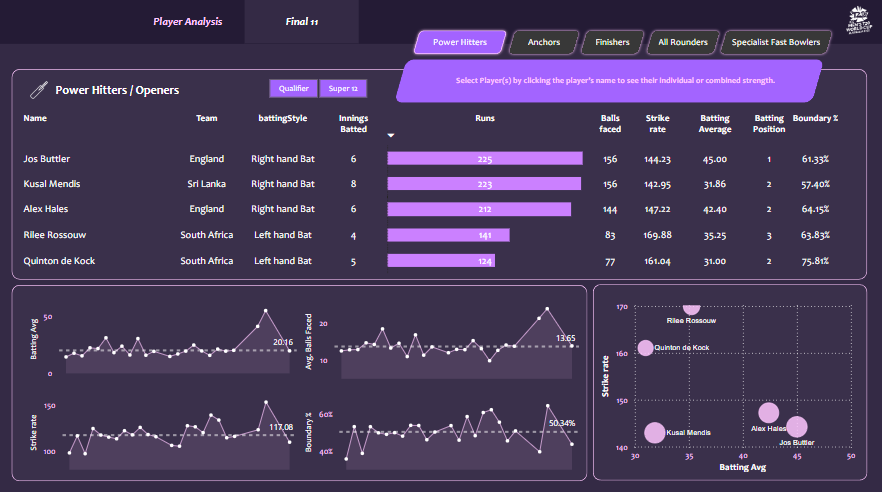 Player Analysis
Final 11
MEN'S T20
WORLD CUP
Power Hitters
Anchors
Finishers
All Rounders
Specialist Fast Bowlers
Select Player(s) by clicking the player's name to see their individual or combined strength.
Power Hitters / Openers
Qualifier
Super 12
Name Team battingStyle Innings Batted Runs Balls faced Strike rate Batting Average Batting Position Boundary %
Jos Buttler England Right hand Bat 6 225 156 144.23 45.00 1 61.33%
Kusal Mendis Sri Lanka Right hand Bat 8 223 156 142.95 31.86 2 57.40%
Alex Hales England Right hand Bat 6 212 144 147.22 42.40 2 64.15%
Rilee Rossouw South Africa Left hand Bat 4 141 83 169.88 35.25 3 63.83%
Quinton de Kock South Africa Left hand Bat 5 124 77 161.04 31.00 2 75.81%
Batting Avg
50
0
20.16
Avg. Balls Faced
20
10
13.65
Strike rate
150
100
117.08
Boundary %
60%
40%
50.34%
Strike rate
170
160
150
140
Rilee Rossouw
Quinton de Kock
Alex Hales
Kusal Mendis
Jos Buttler
30 35 40 45 50
Batting Avg